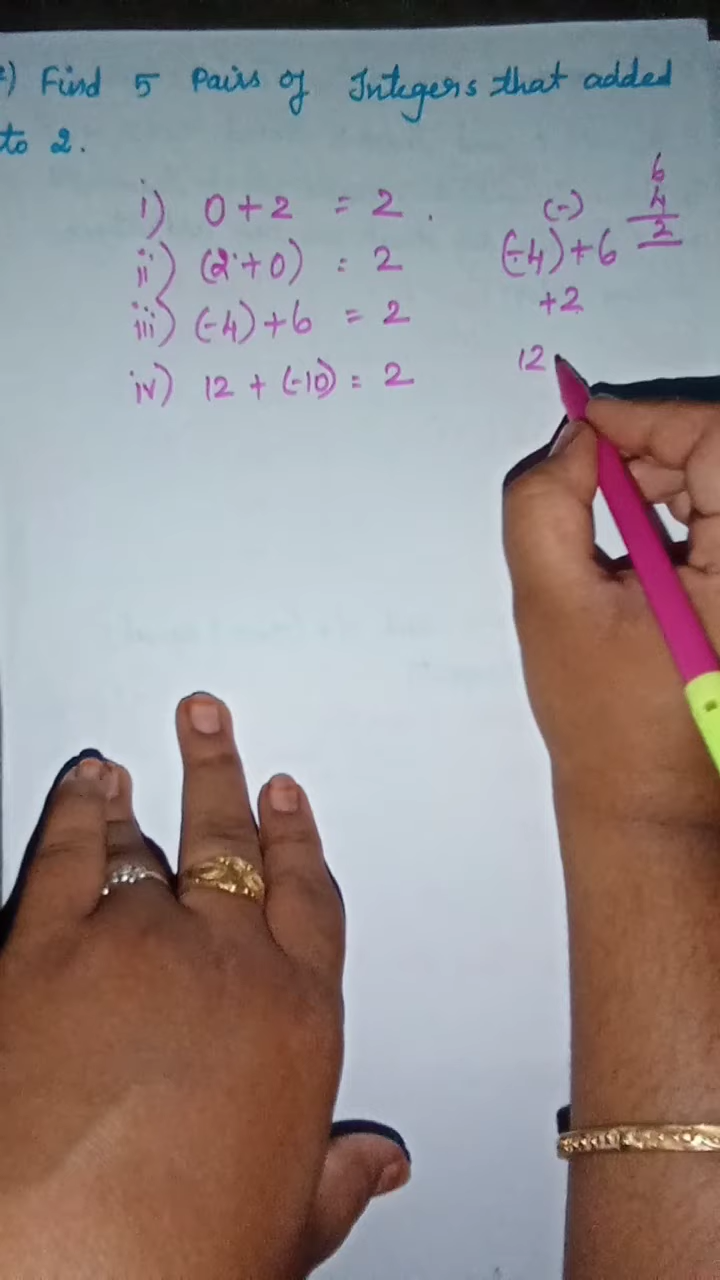 ) Find 5 Pairs of Integers that added
to 2.
i) 0+2 = 2.
ii) (2+0) = 2
iii) (-4)+6 = 2
iv) 12 + (-10) = 2
(-)
(-4)+6
+2
12
6
4
2